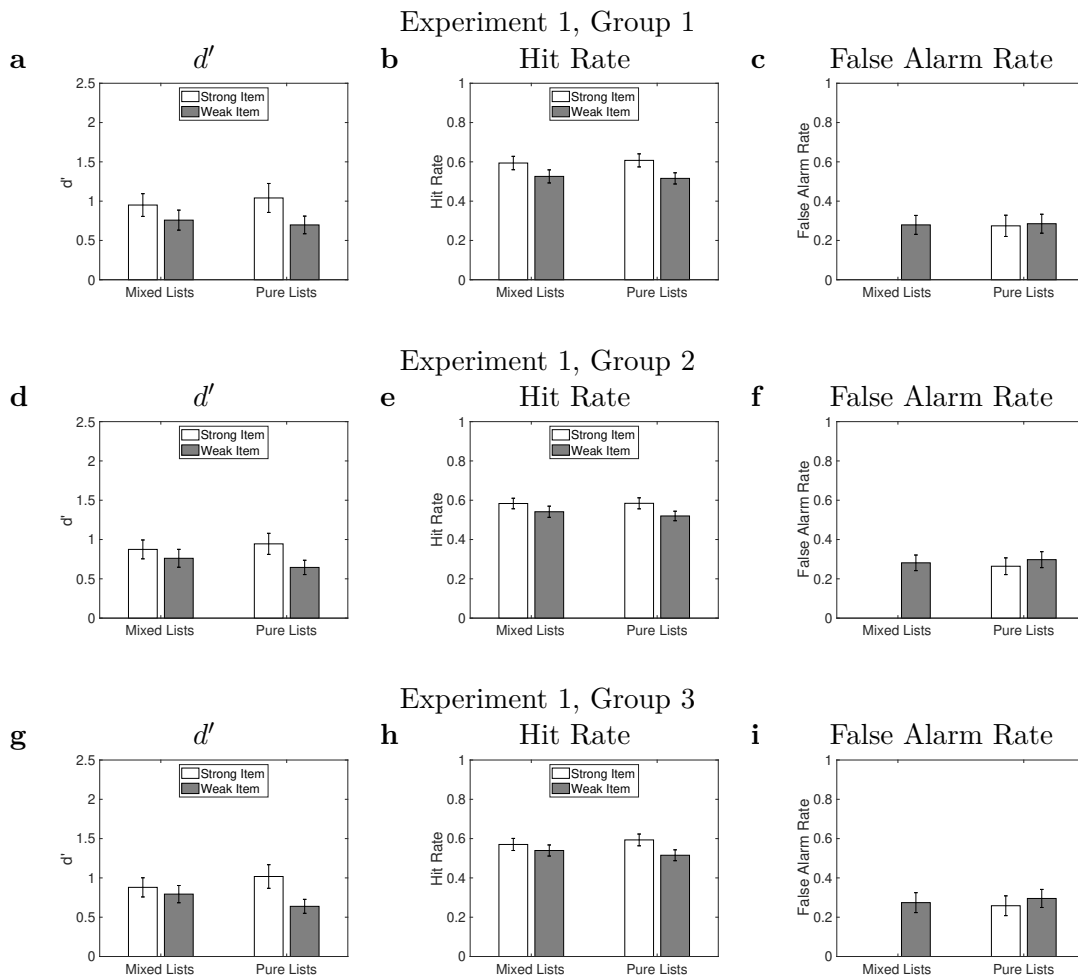 Experiment 1, Group 1
a d′ b Hit Rate c False Alarm Rate
2.5
2
1.5
1
0.5
0
d'
Strong Item
Weak Item
Mixed Lists Pure Lists
1
0.8
0.6
0.4
0.2
0
Hit Rate
Strong Item
Weak Item
Mixed Lists Pure Lists
1
0.8
0.6
0.4
0.2
0
False Alarm Rate
Mixed Lists Pure Lists
Experiment 1, Group 2
d d′ e Hit Rate f False Alarm Rate
2.5
2
1.5
1
0.5
0
d'
Strong Item
Weak Item
Mixed Lists Pure Lists
1
0.8
0.6
0.4
0.2
0
Hit Rate
Strong Item
Weak Item
Mixed Lists Pure Lists
1
0.8
0.6
0.4
0.2
0
False Alarm Rate
Mixed Lists Pure Lists
Experiment 1, Group 3
g d′ h Hit Rate i False Alarm Rate
2.5
2
1.5
1
0.5
0
d'
Strong Item
Weak Item
Mixed Lists Pure Lists
1
0.8
0.6
0.4
0.2
0
Hit Rate
Strong Item
Weak Item
Mixed Lists Pure Lists
1
0.8
0.6
0.4
0.2
0
False Alarm Rate
Mixed Lists Pure Lists